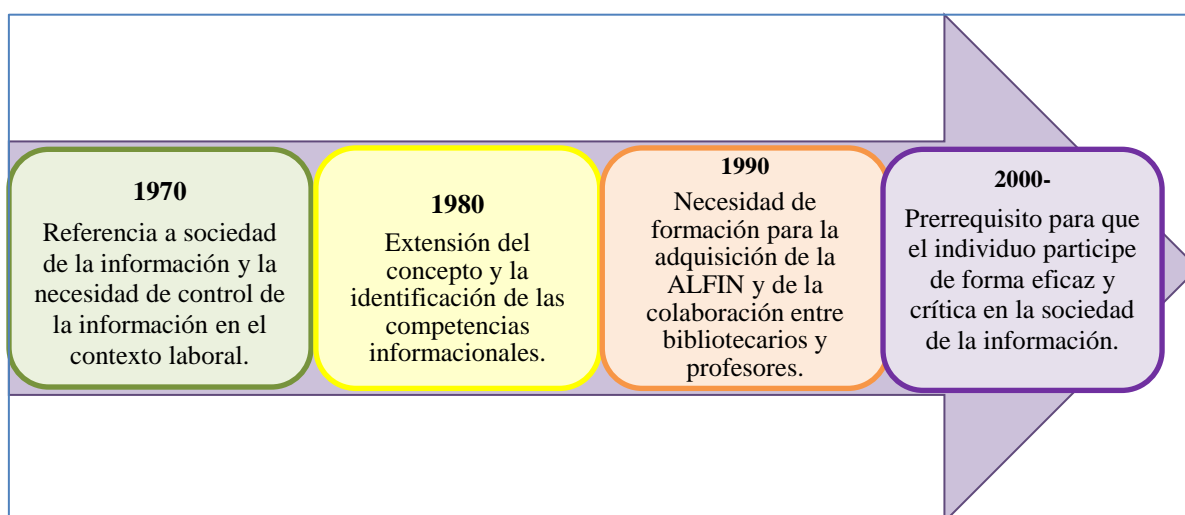 1970
Referencia a sociedad
de la información y la
necesidad de control de
la información en el
contexto laboral.
1980
Extensión del
concepto y la
identificación de las
competencias
informacionales.
1990
Necesidad de
formación para la
adquisición de la
ALFIN y de la
colaboración entre
bibliotecarios y
profesores.
2000-
Prerrequisito para que
el individuo participe
de forma eficaz y
crítica en la sociedad
de la información.